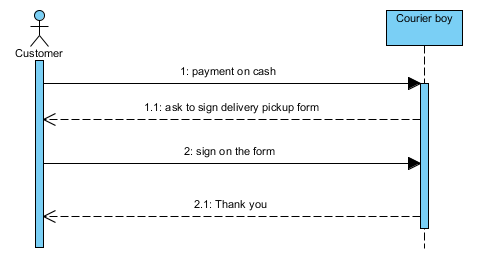 Courier boy
Customer
1: payment on cash
1.1: ask to sign delivery pickup form
2: sign on the form
2.1: Thank you